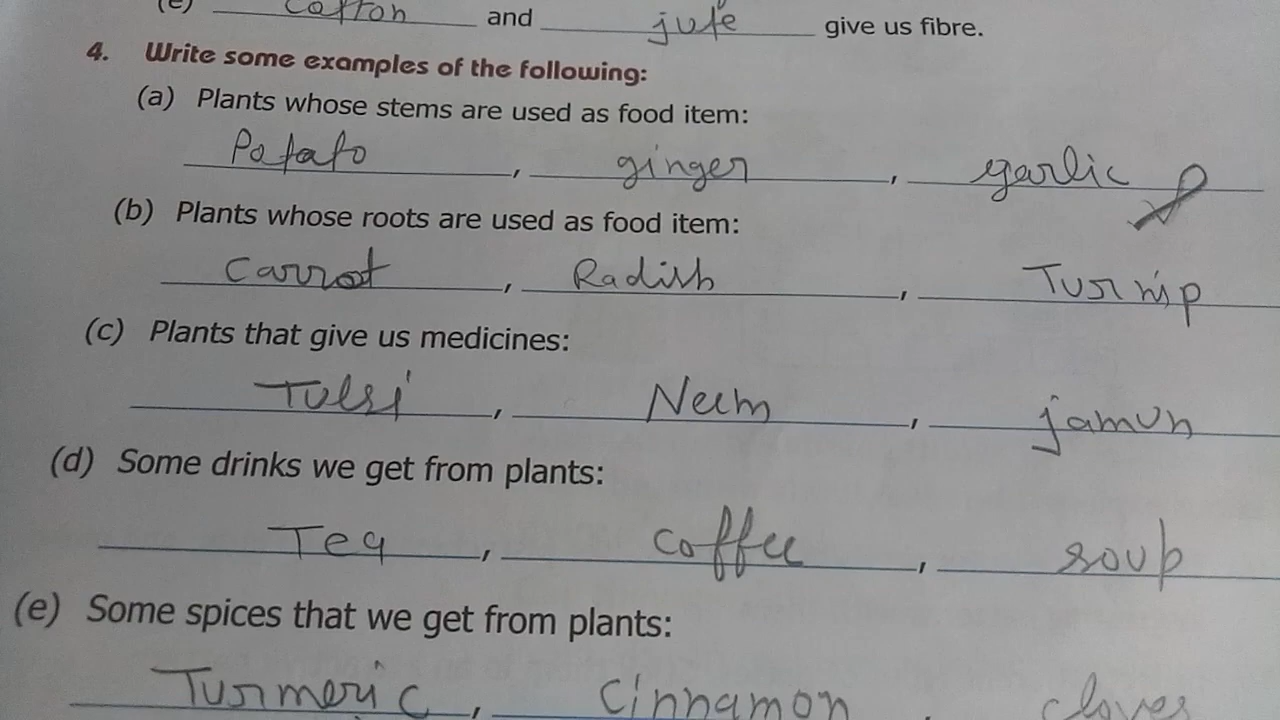 (e) cotton and jute give us fibre.
4. Write some examples of the following:
(a) Plants whose stems are used as food item:
Potato, ginger, garlic
(b) Plants whose roots are used as food item:
Carrot, Radish, Turnip
(c) Plants that give us medicines:
Tulsi, Neem, jamun
(d) Some drinks we get from plants:
Tea, coffee, soup
(e) Some spices that we get from plants:
Turmeric, Cinnamon, cloves